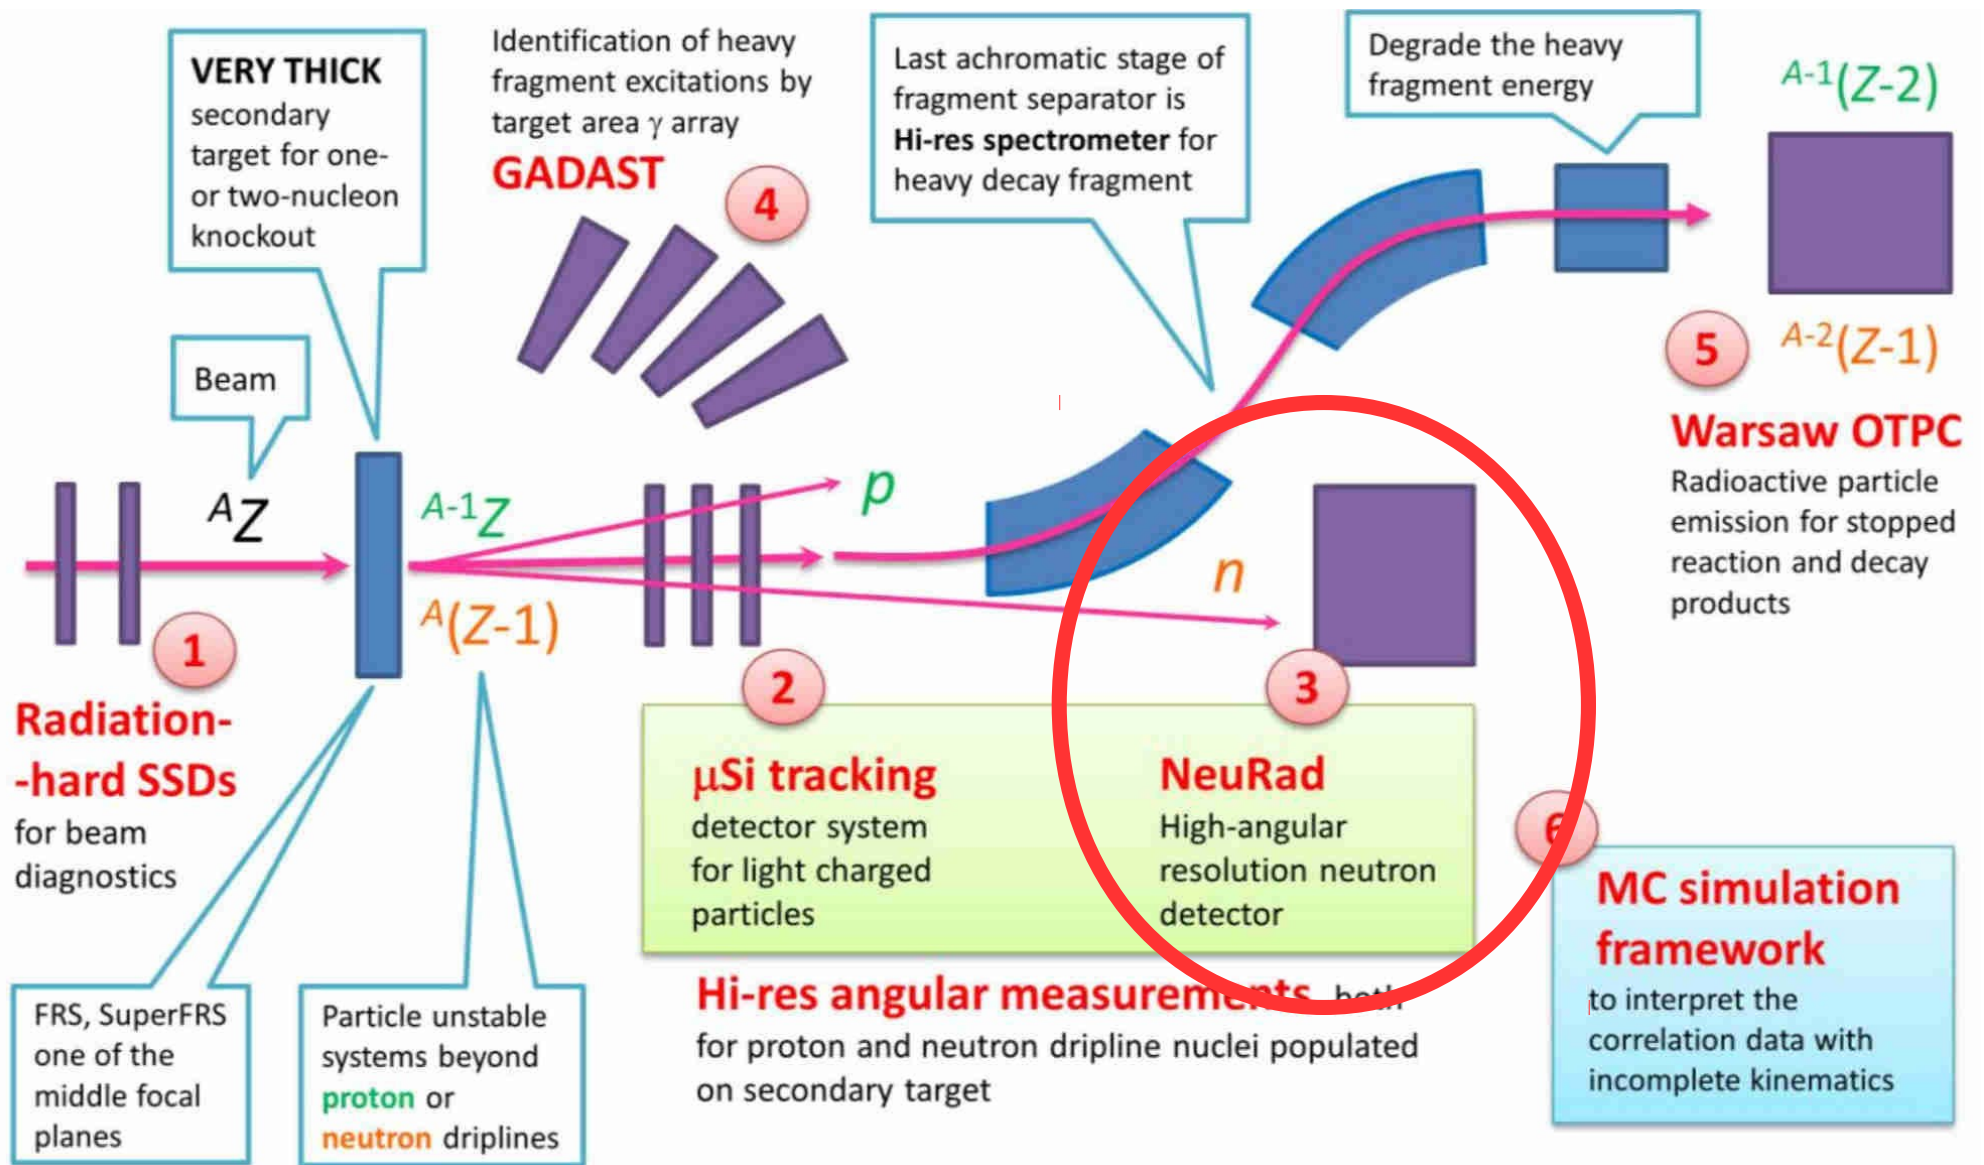 VERY THICK
secondary
target for one-
or two-nucleon
knockout
Identification of heavy
fragment excitations by
target area γ array
GADAST
4
Last achromatic stage of
fragment separator is
Hi-res spectrometer for
heavy decay fragment
Degrade the heavy
fragment energy
A-1(Z-2)
5
A-2(Z-1)
Warsaw OTPC
Radioactive particle
emission for stopped
reaction and decay
products
Beam
AZ
A-1Z
A(Z-1)
p
n
1
Radiation-
-hard SSDs
for beam
diagnostics
2
μSi tracking
detector system
for light charged
particles
3
NeuRad
High-angular
resolution neutron
detector
Hi-res angular measurements both
for proton and neutron dripline nuclei populated
on secondary target
6
MC simulation
framework
to interpret the
correlation data with
incomplete kinematics
FRS, SuperFRS
one of the
middle focal
planes
Particle unstable
systems beyond
proton or
neutron driplines